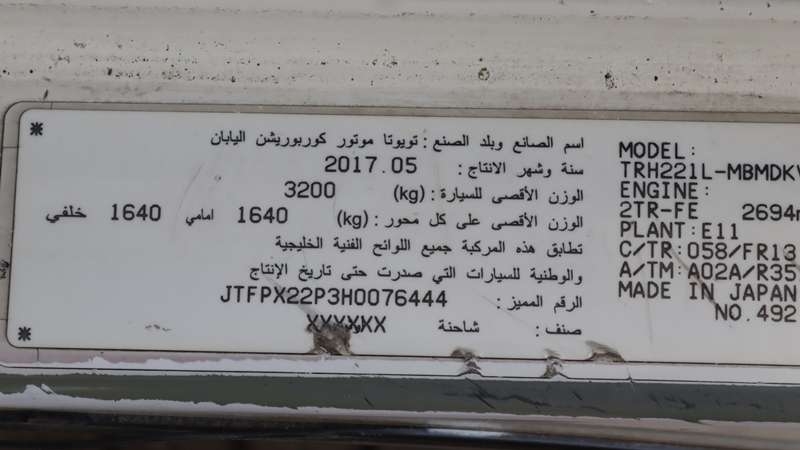 اسم الصانع وبلد الصنع : تويوتا موتور كوربوريشن اليابان
سنة وشهر الانتاج : 2017.05
الوزن الأقصى للسيارة : (kg) 3200
الوزن الأقصى على كل محور : (kg) 1640 امامي 1640 خلفي
تطابق هذه المركبة جميع اللوائح الفنية الخليجية
والوطنية للسيارات التي صدرت حتى تاريخ الإنتاج
الرقم المميز : JTFPX22P3H0076444
صنف : شاحنة XXXXXX
MODEL:
TRH221L-MBMDK
ENGINE:
2TR-FE 2694
PLANT: E11
C/TR: 058/FR13
A/TM: A02A/R35
MADE IN JAPAN
NO. 492